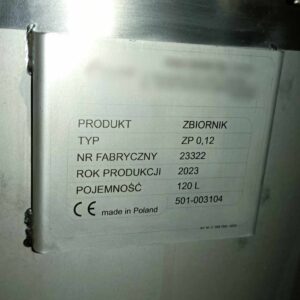 PRODUKT ZBIORNIK
TYP ZP 0,12
NR FABRYCZNY 23322
ROK PRODUKCJI 2023
POJEMNOŚĆ 120 L
CE made in Poland 501-003104